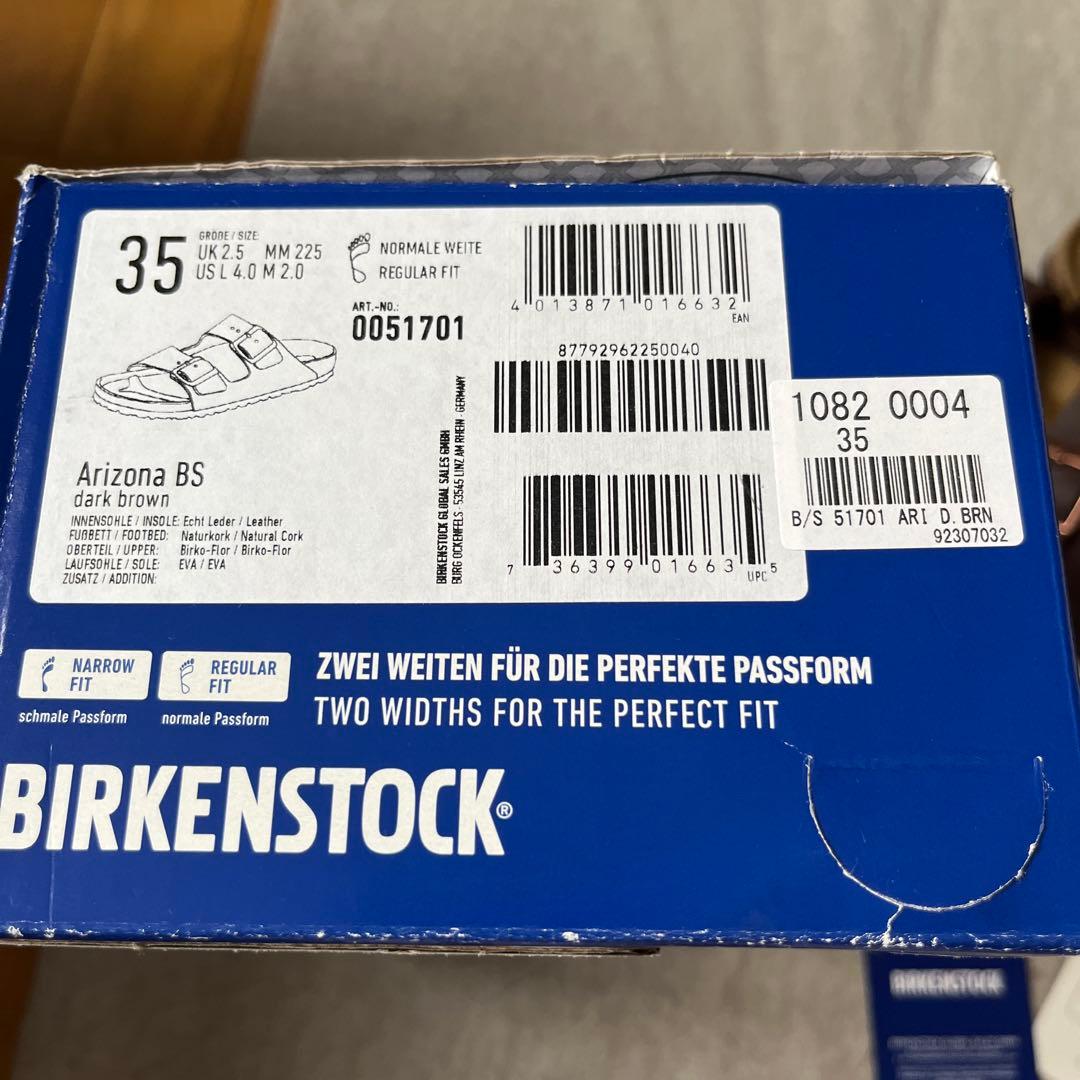 35
GRÖßE / SIZE
UK 2.5 MM 225
US L 4.0 M 2.0
NORMALE WEITE
REGULAR FIT
ART.-NO.:
0051701
4 013871 016632
EAN
87792962250040
BIRKENSTOCK GLOBAL SALES GMBH
BURG OCKENFELS · 53545 LINZ AM RHEIN · GERMANY
7 36399 01663 5
UPC
Arizona BS
dark brown
INNENSOHLE / INSOLE: Echt Leder / Leather
FUßBETT / FOOTBED: Naturkork / Natural Cork
OBERTEIL / UPPER: Birko-Flor / Birko-Flor
LAUFSOHLE / SOLE: EVA / EVA
ZUSATZ / ADDITION:
1082 0004
35
B/S 51701 ARI D.BRN
92307032
NARROW
FIT
schmale Passform
REGULAR
FIT
normale Passform
ZWEI WEITEN FÜR DIE PERFEKTE PASSFORM
TWO WIDTHS FOR THE PERFECT FIT
BIRKENSTOCK®
BIRKENSTOCK